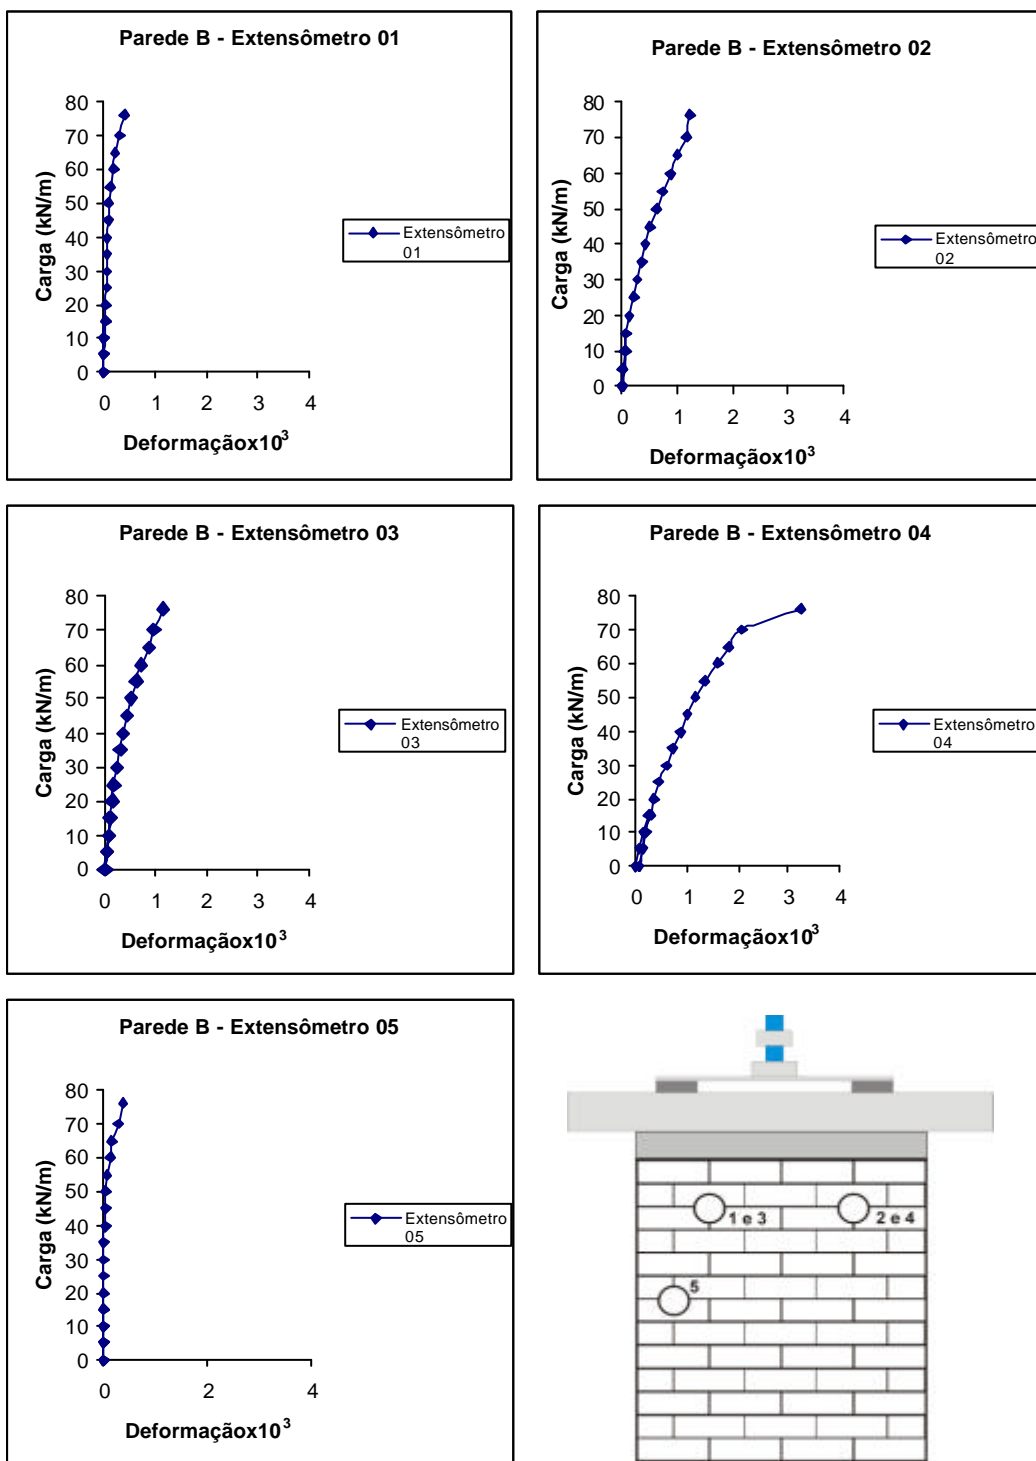 Parede B - Extensômetro 01
80
70
60
50
40
30
20
10
0
0 1 2 3 4
Carga (kN/m)
Deformaçãox10³
Extensômetro
01
Parede B - Extensômetro 02
80
70
60
50
40
30
20
10
0
0 1 2 3 4
Carga (kN/m)
Deformaçãox10³
Extensômetro
02
Parede B - Extensômetro 03
80
70
60
50
40
30
20
10
0
0 1 2 3 4
Carga (kN/m)
Deformaçãox10³
Extensômetro
03
Parede B - Extensômetro 04
80
70
60
50
40
30
20
10
0
0 1 2 3 4
Carga (kN/m)
Deformaçãox10³
Extensômetro
04
Parede B - Extensômetro 05
80
70
60
50
40
30
20
10
0
0 2 4
Carga (kN/m)
Deformaçãox10³
Extensômetro
05
1 e 3
2 e 4
5